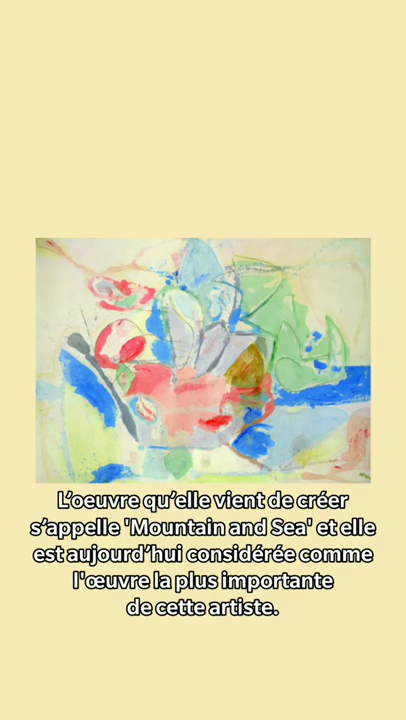 L’oeuvre qu’elle vient de créer
s’appelle 'Mountain and Sea' et elle
est aujourd’hui considérée comme
l'œuvre la plus importante
de cette artiste.